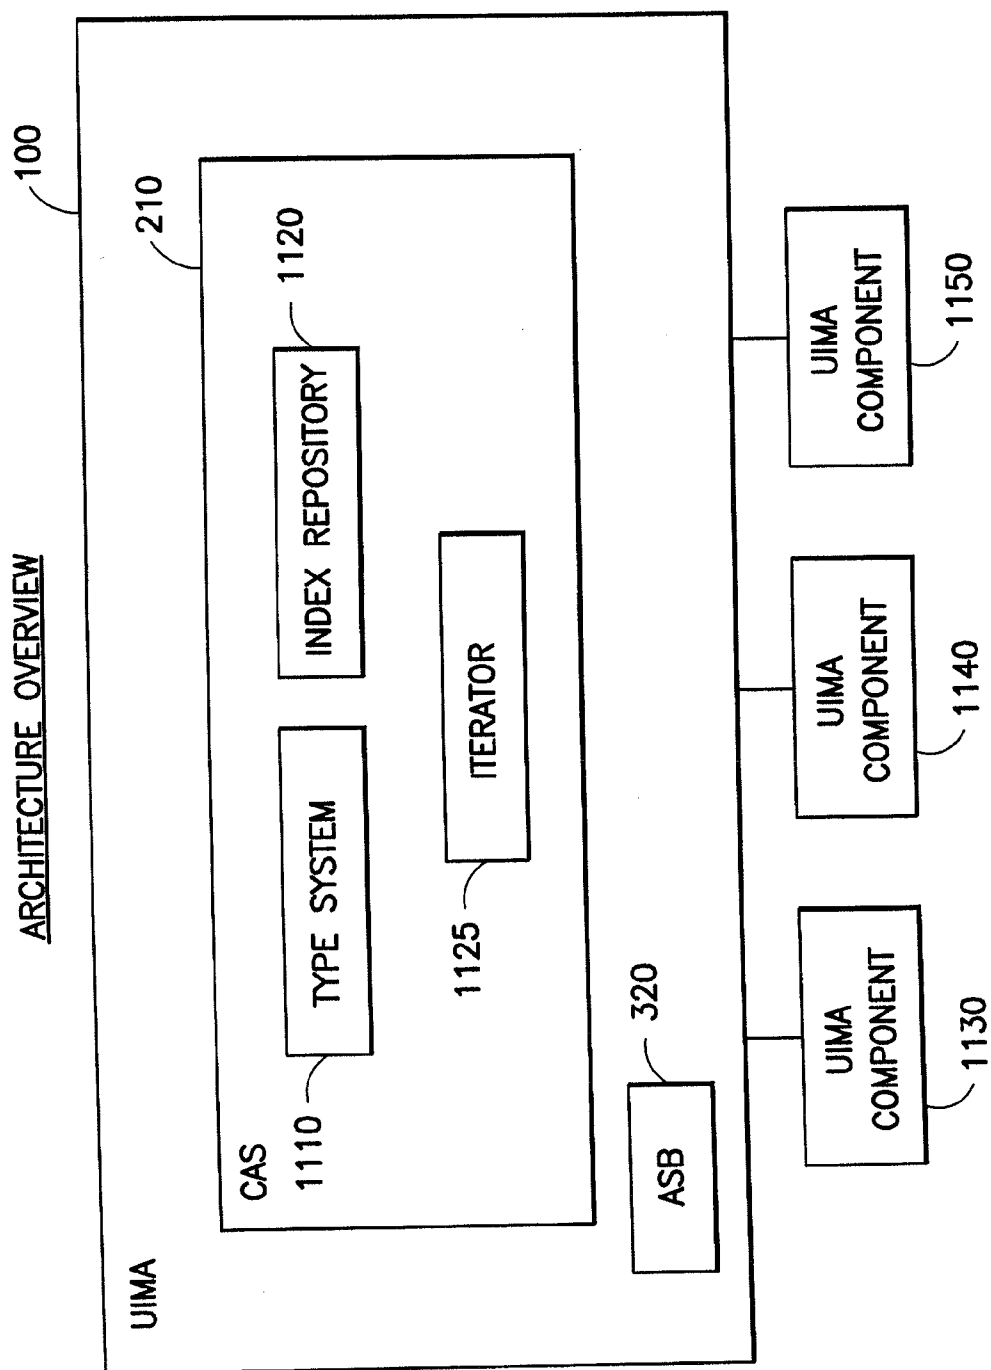 ARCHITECTURE OVERVIEW
100
UIMA
210
CAS
1110
TYPE SYSTEM
INDEX REPOSITORY
1120
1125
ITERATOR
320
ASB
UIMA
COMPONENT
1130
UIMA
COMPONENT
1140
UIMA
COMPONENT
1150